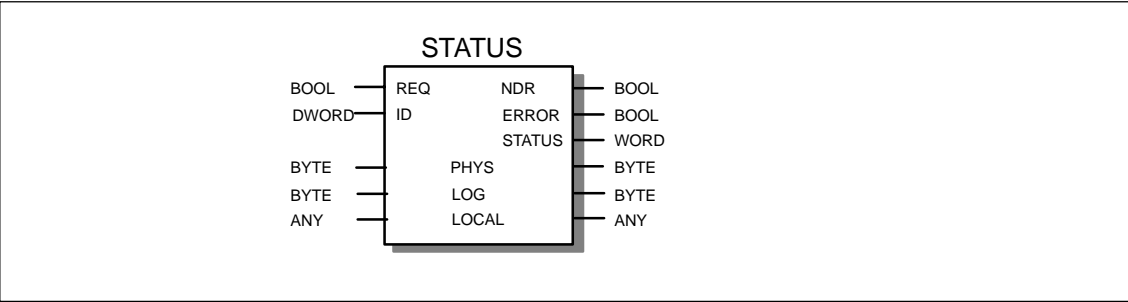 STATUS
BOOL REQ NDR BOOL
DWORD ID ERROR BOOL
STATUS WORD
BYTE PHYS BYTE
BYTE LOG BYTE
ANY LOCAL ANY